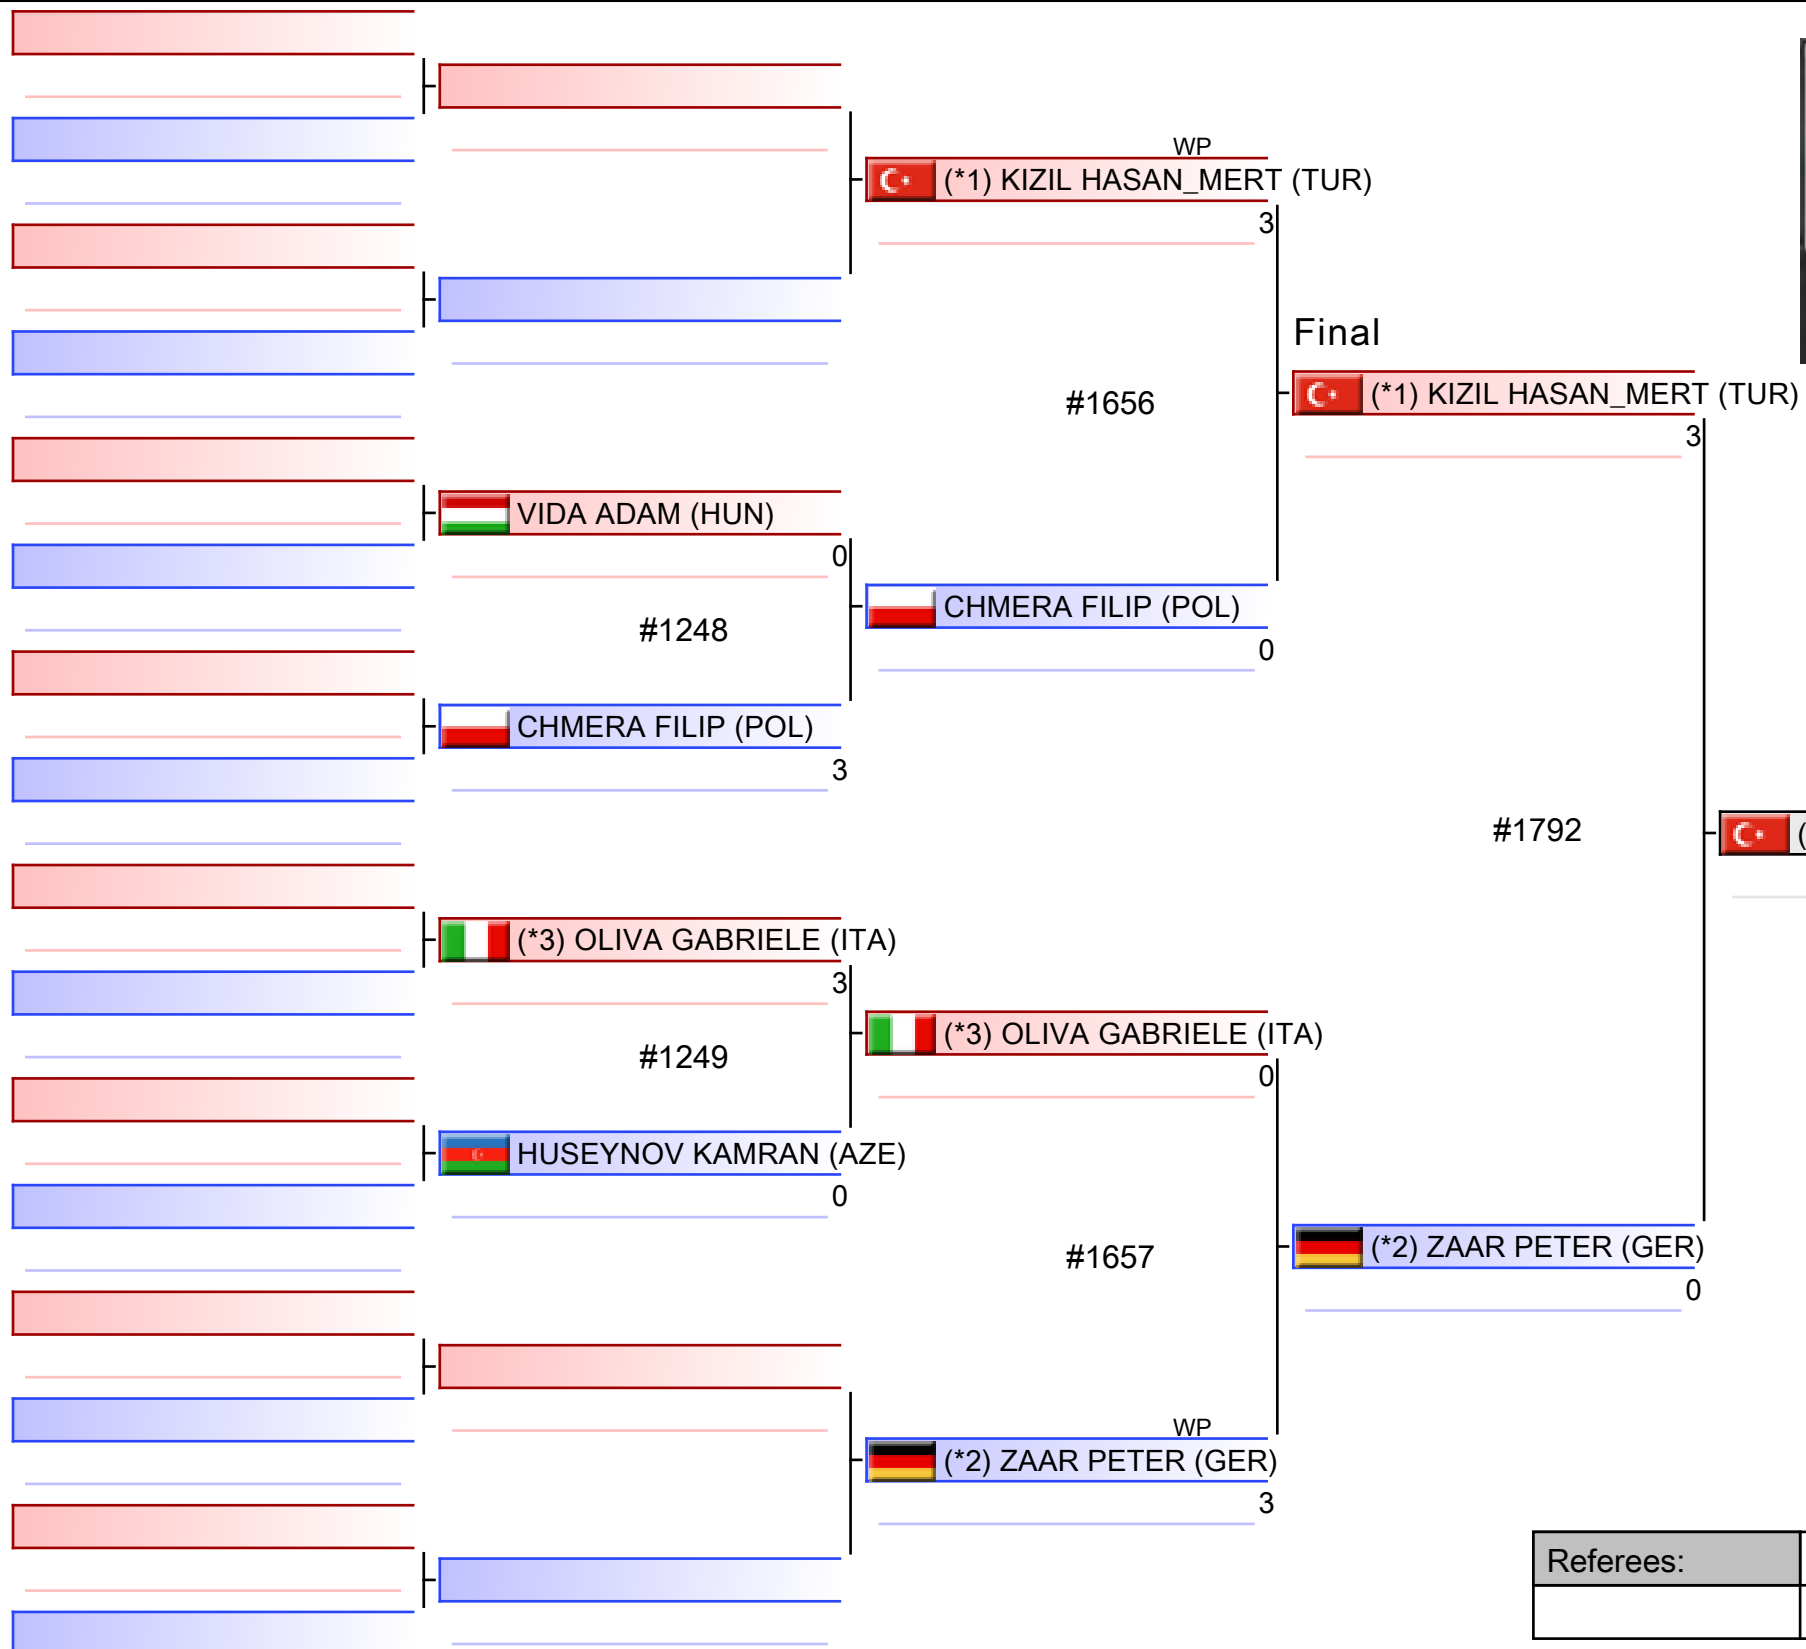 WP
(*1) KIZIL HASAN_MERT (TUR)
3
Final
#1656
(*1) KIZIL HASAN_MERT (TUR)
3
VIDA ADAM (HUN)
0
CHMERA FILIP (POL)
#1248
0
CHMERA FILIP (POL)
3
#1792
(
(*3) OLIVA GABRIELE (ITA)
3
(*3) OLIVA GABRIELE (ITA)
#1249
0
HUSEYNOV KAMRAN (AZE)
0
#1657
(*2) ZAAR PETER (GER)
0
WP
(*2) ZAAR PETER (GER)
3
Referees: